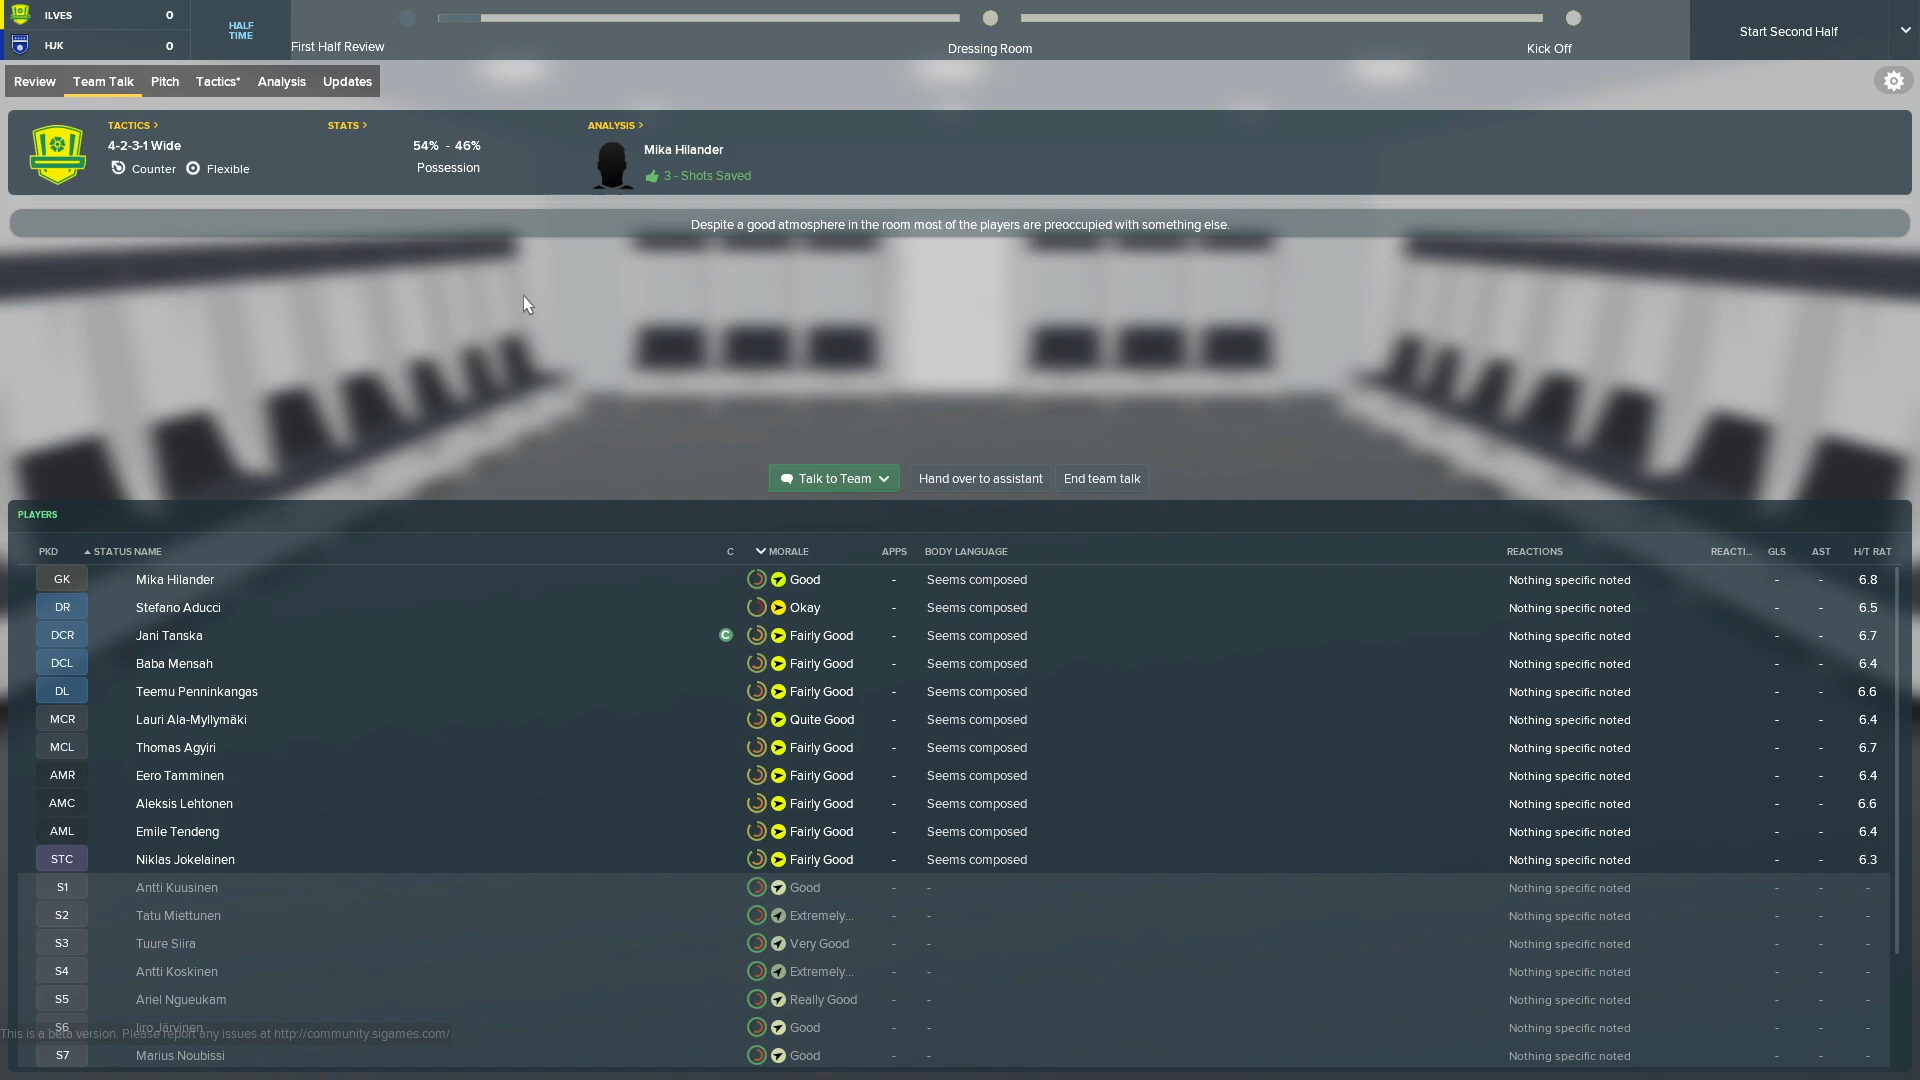 ILVES 0
HJK 0
HALF TIME
First Half Review
Dressing Room
Kick Off
Start Second Half
Review Team Talk Pitch Tactics* Analysis Updates
TACTICS > STATS > ANALYSIS >
4-2-3-1 Wide 54% - 46% Mika Hilander
Counter Flexible Possession 3 - Shots Saved
Despite a good atmosphere in the room most of the players are preoccupied with something else.
Talk to Team Hand over to assistant End team talk
PLAYERS
PKD STATUS NAME C MORALE APPS BODY LANGUAGE REACTIONS REACTI... GLS AST H/T RAT
GK Mika Hilander Good - Seems composed Nothing specific noted - - 6.8
DR Stefano Aducci Okay - Seems composed Nothing specific noted - - 6.5
DCR Jani Tanska C Fairly Good - Seems composed Nothing specific noted - - 6.7
DCL Baba Mensah Fairly Good - Seems composed Nothing specific noted - - 6.4
DL Teemu Penninkangas Fairly Good - Seems composed Nothing specific noted - - 6.6
MCR Lauri Ala-Myllymäki Quite Good - Seems composed Nothing specific noted - - 6.4
MCL Thomas Agyiri Fairly Good - Seems composed Nothing specific noted - - 6.7
AMR Eero Tamminen Fairly Good - Seems composed Nothing specific noted - - 6.4
AMC Aleksis Lehtonen Fairly Good - Seems composed Nothing specific noted - - 6.6
AML Emile Tendeng Fairly Good - Seems composed Nothing specific noted - - 6.4
STC Niklas Jokelainen Fairly Good - Seems composed Nothing specific noted - - 6.3
S1 Antti Kuusinen Good - - Nothing specific noted - - -
S2 Tatu Miettunen Extremely... - - Nothing specific noted - - -
S3 Tuure Siira Very Good - - Nothing specific noted - - -
S4 Antti Koskinen Extremely... - - Nothing specific noted - - -
S5 Ariel Ngueukam Really Good - - Nothing specific noted - - -
S6 Iiro Järvinen Good - - Nothing specific noted - - -
This is a beta version. Please report any issues at http://community.sigames.com/
S7 Marius Noubissi Good - - Nothing specific noted - - -